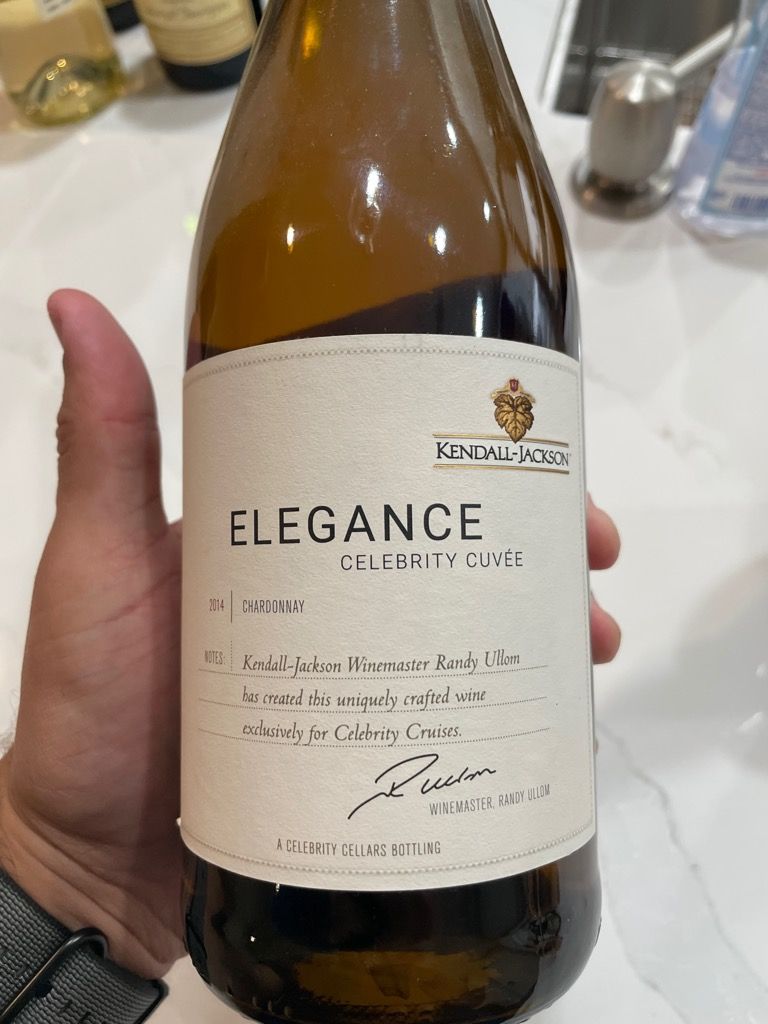 KENDALL-JACKSON
ELEGANCE
CELEBRITY CUVÉE
2014 | CHARDONNAY
NOTES: Kendall-Jackson Winemaster Randy Ullom
has created this uniquely crafted wine
exclusively for Celebrity Cruises.
R Ullom
WINEMASTER, RANDY ULLOM
A CELEBRITY CELLARS BOTTLING